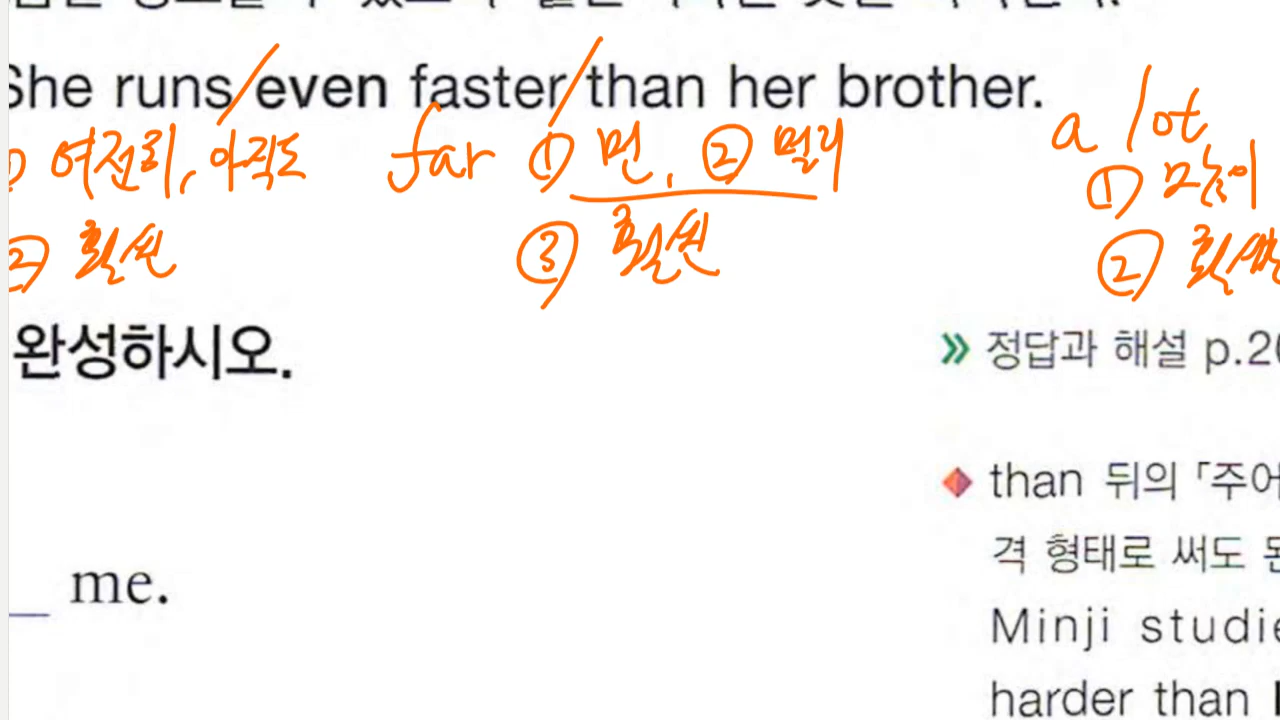 She runs / even faster / than her brother.
① 여전히, 아직도 far ① 먼, ② 멀리 a lot
② 훨씬 ③ 훨씬 ① 많이
② 훨씬
완성하시오.
» 정답과 해설 p.20
◆ than 뒤의 「주어
격 형태로 써도 된
me.
Minji studie
harder than